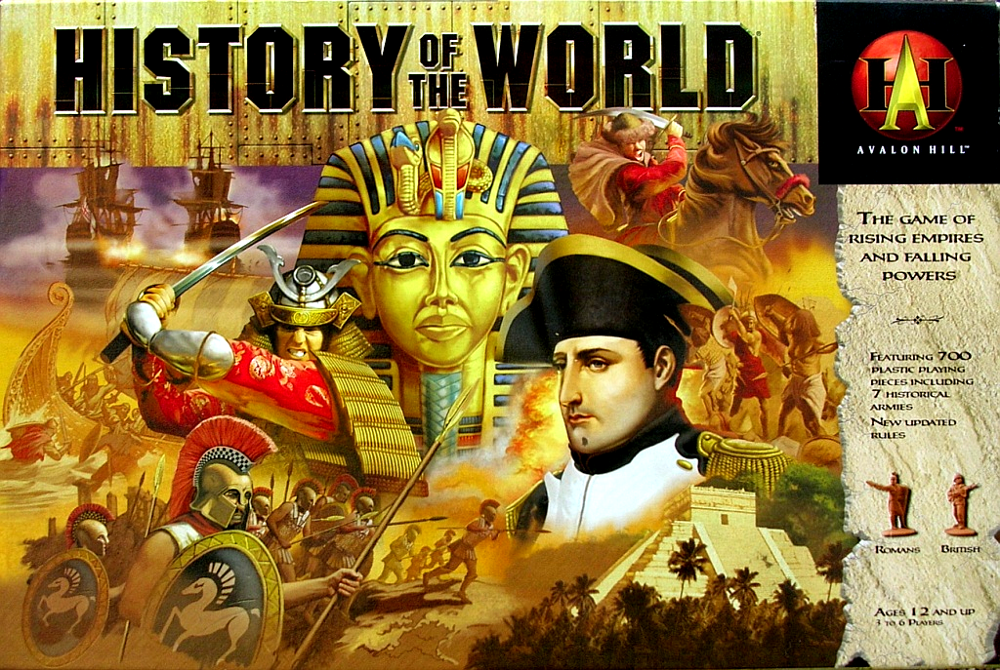 HISTORY OF THE WORLD
AH
AVALON HILL™
THE GAME OF
RISING EMPIRES
AND FALLING
POWERS
FEATURING 700
PLASTIC PLAYING
PIECES INCLUDING
7 HISTORICAL
ARMIES
NEW UPDATED
RULES
ROMANS
BRITISH
AGES 12 AND UP
3 TO 6 PLAYERS